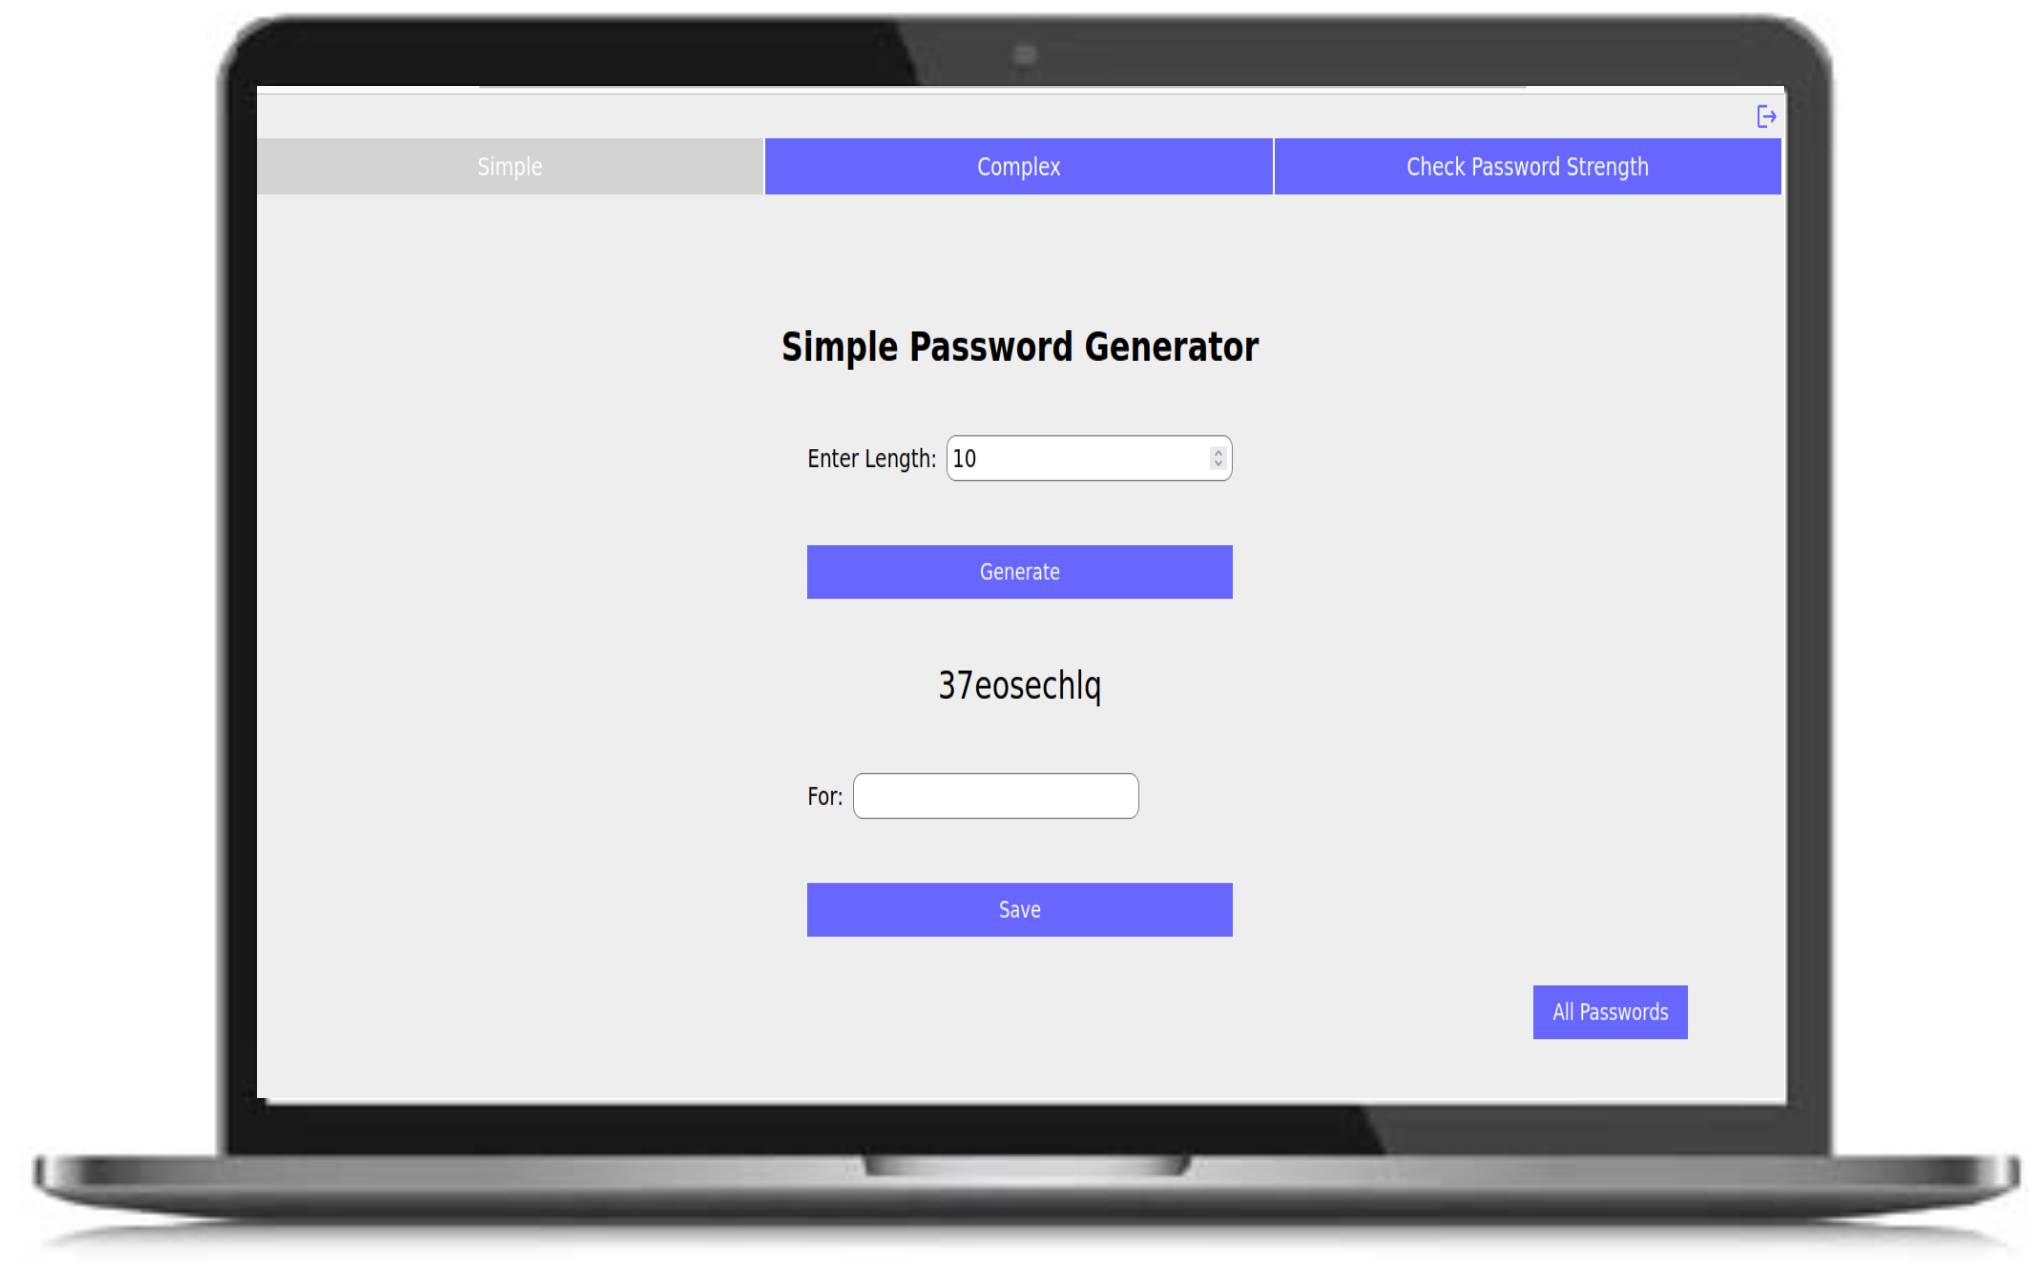 Simple Complex Check Password Strength
Simple Password Generator
Enter Length: 10
Generate
37eosechlq
For:
Save
All Passwords